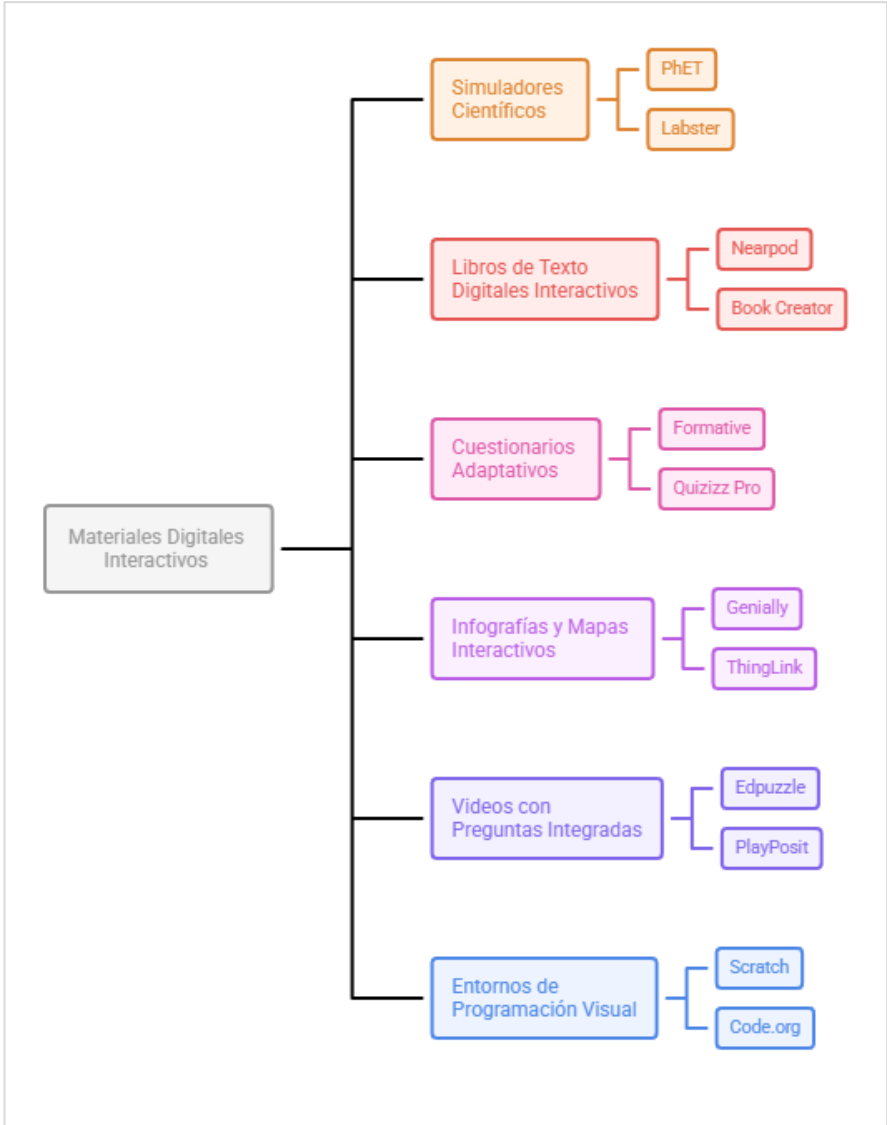 Simuladores
Científicos
PhET
Labster
Libros de Texto
Digitales Interactivos
Nearpod
Book Creator
Cuestionarios
Adaptativos
Formative
Quizizz Pro
Materiales Digitales
Interactivos
Infografías y Mapas
Interactivos
Genially
ThingLink
Videos con
Preguntas Integradas
Edpuzzle
PlayPosit
Entornos de
Programación Visual
Scratch
Code.org